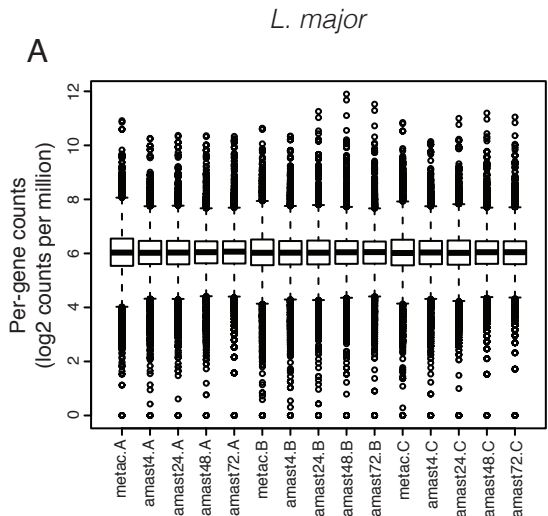 L. major
A
Per-gene counts
(log2 counts per million)
12
10
8
6
4
2
0
metac.A
amast4.A
amast24.A
amast48.A
amast72.A
metac.B
amast4.B
amast24.B
amast48.B
amast72.B
metac.C
amast4.C
amast24.C
amast48.C
amast72.C